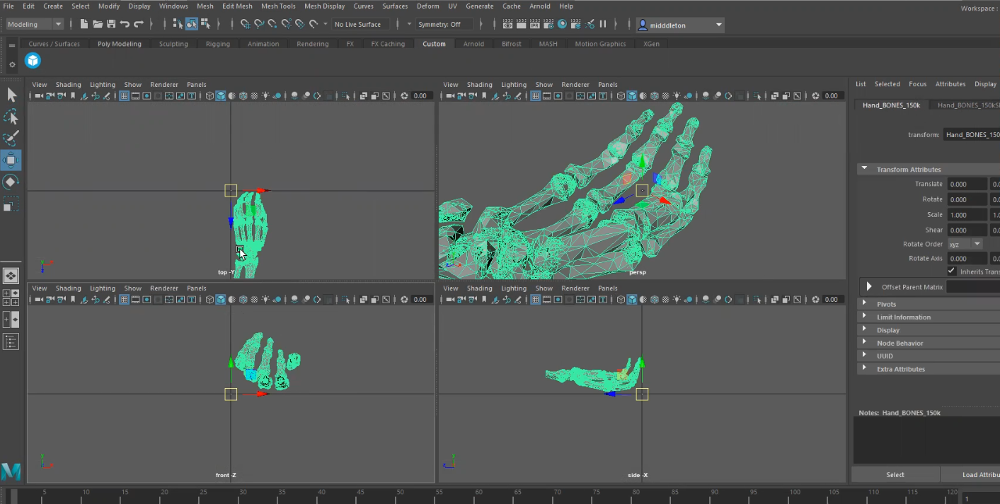 File Edit Create Select Modify Display Windows Mesh Edit Mesh Mesh Tools Mesh Display Curves Surfaces Deform UV Generate Cache Arnold Help
Workspace :
Modeling No Live Surface Symmetry: Off midddleton
Curves / Surfaces Poly Modeling Sculpting Rigging Animation Rendering FX FX Caching Custom Arnold Bifrost MASH Motion Graphics XGen
View Shading Lighting Show Renderer Panels
0.00
top -Y
View Shading Lighting Show Renderer Panels
0.00
persp
View Shading Lighting Show Renderer Panels
0.00
front -Z
View Shading Lighting Show Renderer Panels
0.00
side -X
List Selected Focus Attributes Display
Hand_BONES_150k Hand_BONES_150kS
transform: Hand_BONES_150
Transform Attributes
Translate 0.000 0.0
Rotate 0.000 0.0
Scale 1.000 1.0
Shear 0.000 0.0
Rotate Order xyz
Rotate Axis 0.000 0.0
Inherits Trans
Offset Parent Matrix
Pivots
Limit Information
Display
Node Behavior
UUID
Extra Attributes
Notes: Hand_BONES_150k
Select Load Attribu
5 10 15 20 25 30 35 40 45 50 55 60 65 70 75 80 85 90 95 100 105 110 115 120
1